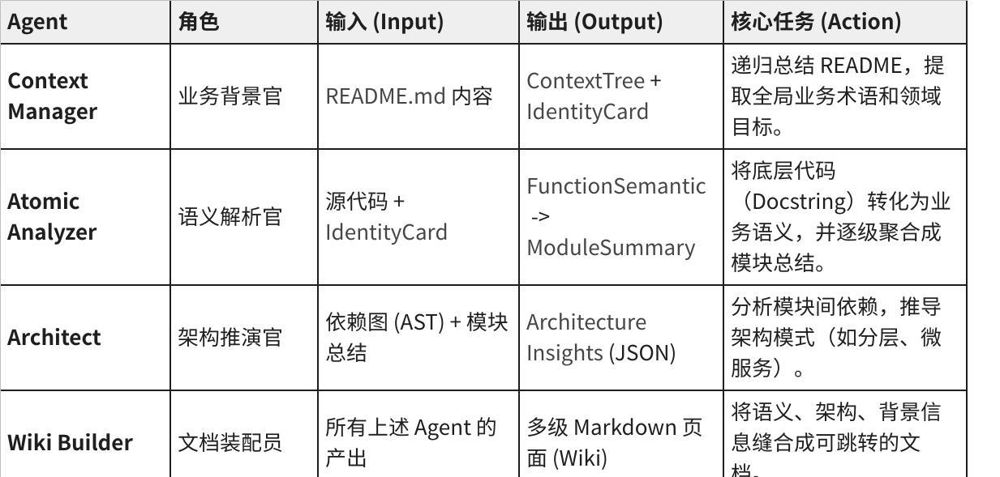 Agent
角色
输入 (Input)
输出 (Output)
核心任务 (Action)
Context
Manager
业务背景官
README.md 内容
ContextTree +
IdentityCard
递归总结 README，提
取全局业务术语和领域
目标。
Atomic
Analyzer
语义解析官
源代码 +
IdentityCard
FunctionSemantic
->
ModuleSummary
将底层代码
（Docstring）转化为业
务语义，并逐级聚合成
模块总结。
Architect
架构推演官
依赖图 (AST) + 模块
总结
Architecture
Insights (JSON)
分析模块间依赖，推导
架构模式（如分层、微
服务）。
Wiki Builder
文档装配员
所有上述 Agent 的
产出
多级 Markdown 页
面 (Wiki)
将语义、架构、背景信
息缝合成可跳转的文
档。